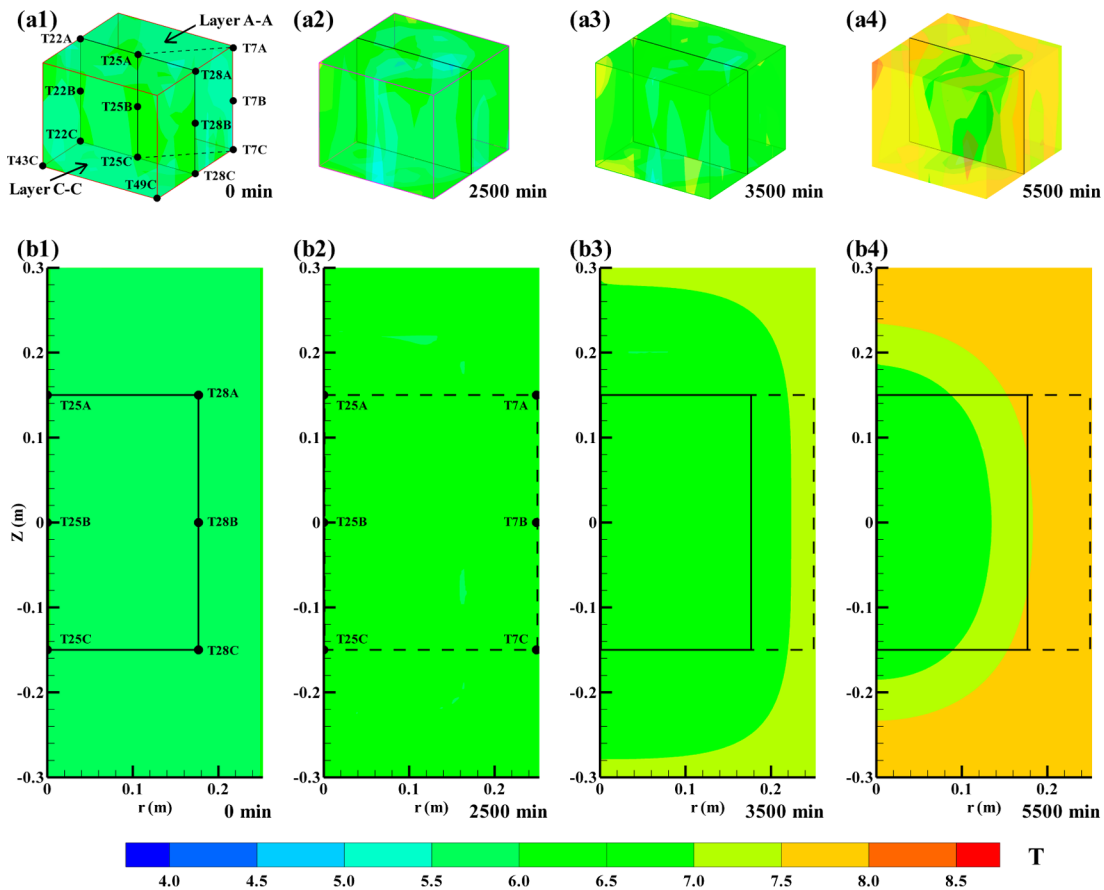 (a1)
Layer A-A
T22A
T7A
T25A
T28A
T22B
T7B
T25B
T28B
T22C
T7C
T43C
T25C
T28C
Layer C-C
T49C
0 min
(a2)
2500 min
(a3)
3500 min
(a4)
5500 min
(b1)
0.3
0.2
0.1
0
-0.1
-0.2
-0.3
Z (m)
T25A
T28A
T25B
T28B
T25C
T28C
0
0.1
0.2
r (m)
0 min
(b2)
0.3
0.2
0.1
0
-0.1
-0.2
-0.3
T25A
T7A
T25B
T7B
T25C
T7C
0
0.1
0.2
r (m)
2500 min
(b3)
0.3
0.2
0.1
0
-0.1
-0.2
-0.3
0
0.1
0.2
r (m)
3500 min
(b4)
0.3
0.2
0.1
0
-0.1
-0.2
-0.3
0
0.1
0.2
r (m)
5500 min
T
4.0 4.5 5.0 5.5 6.0 6.5 7.0 7.5 8.0 8.5